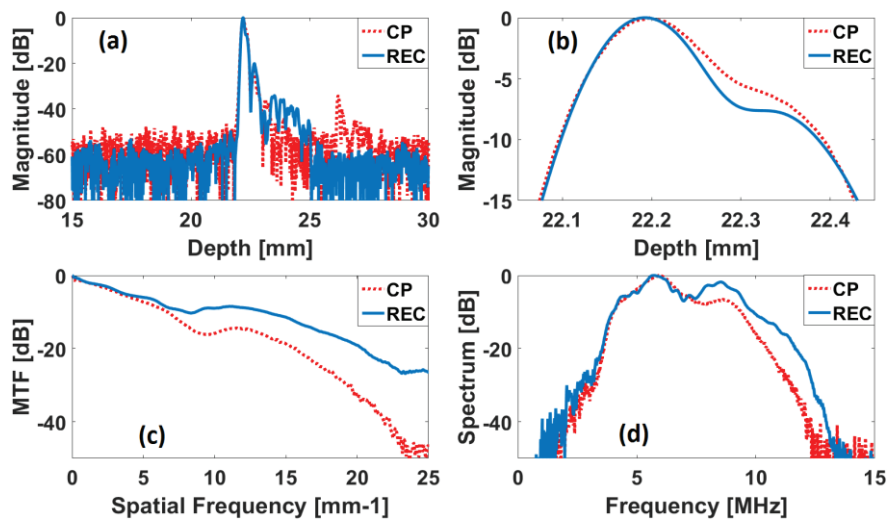 (a)
CP
REC
Magnitude [dB]
0
-20
-40
-60
-80
15
20
25
30
Depth [mm]
(b)
CP
REC
Magnitude [dB]
0
-5
-10
-15
22.1
22.2
22.3
22.4
Depth [mm]
(c)
CP
REC
MTF [dB]
0
-20
-40
0
5
10
15
20
25
Spatial Frequency [mm-1]
(d)
CP
REC
Spectrum [dB]
0
-20
-40
0
5
10
15
Frequency [MHz]